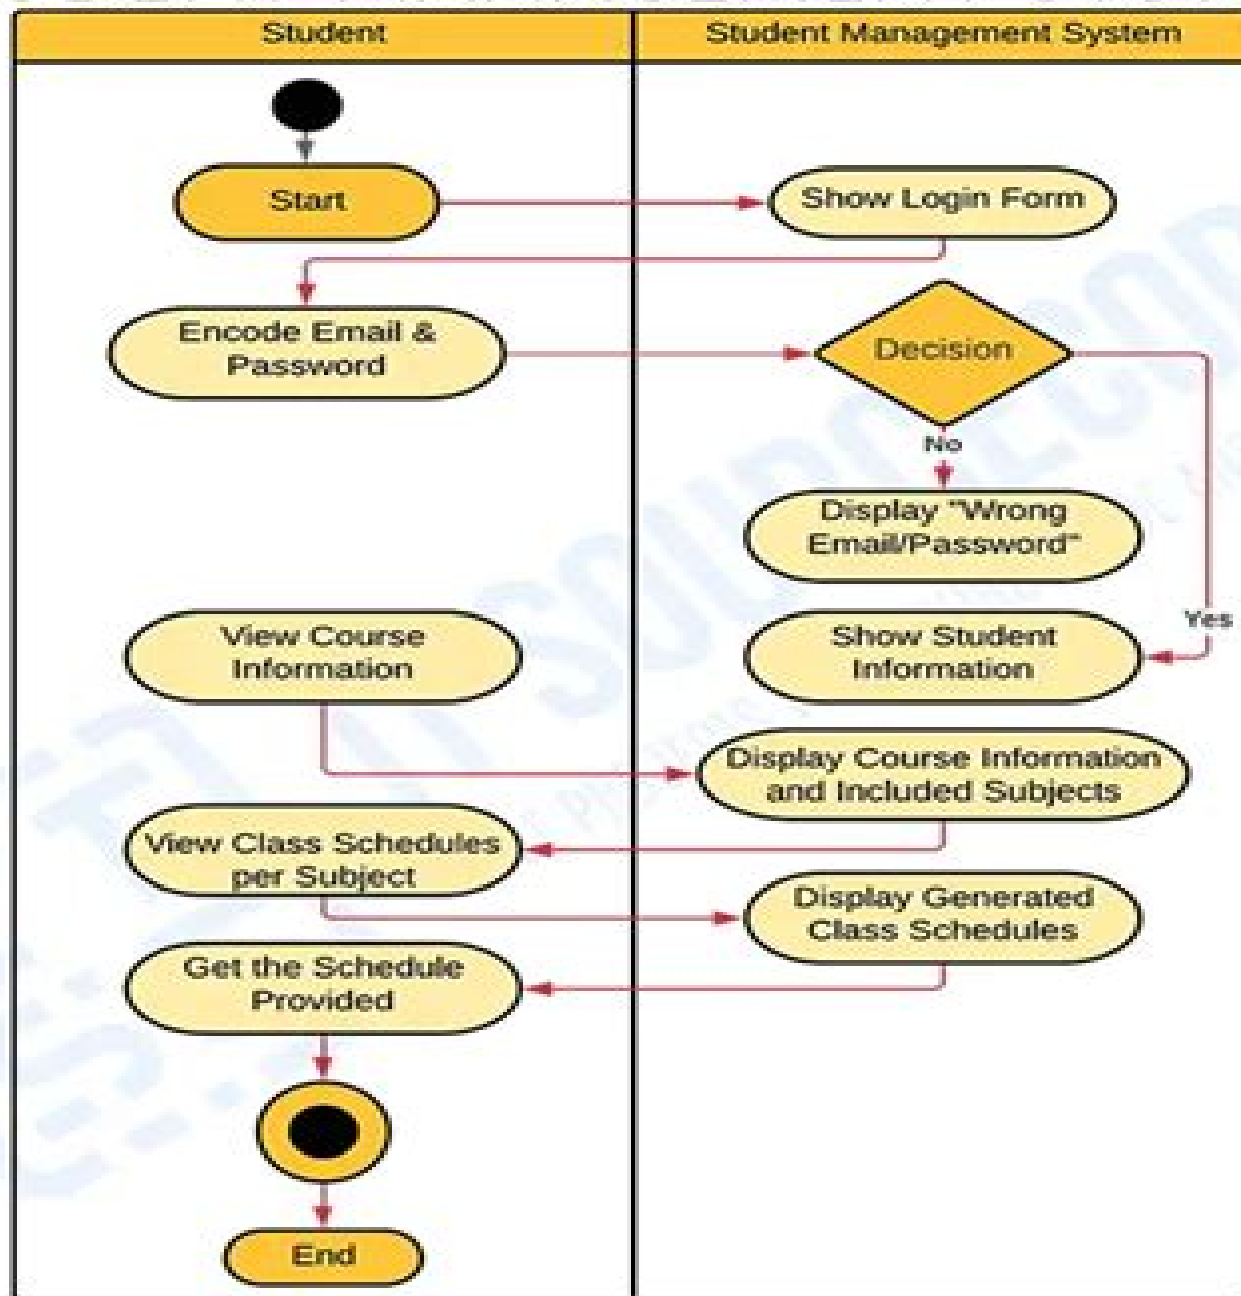 Student
Student Management System
Start
Show Login Form
Encode Email &
Password
Decision
No
Display "Wrong
Email/Password"
Yes
View Course
Information
Show Student
Information
Display Course Information
and Included Subjects
View Class Schedules
per Subject
Display Generated
Class Schedules
Get the Schedule
Provided
End